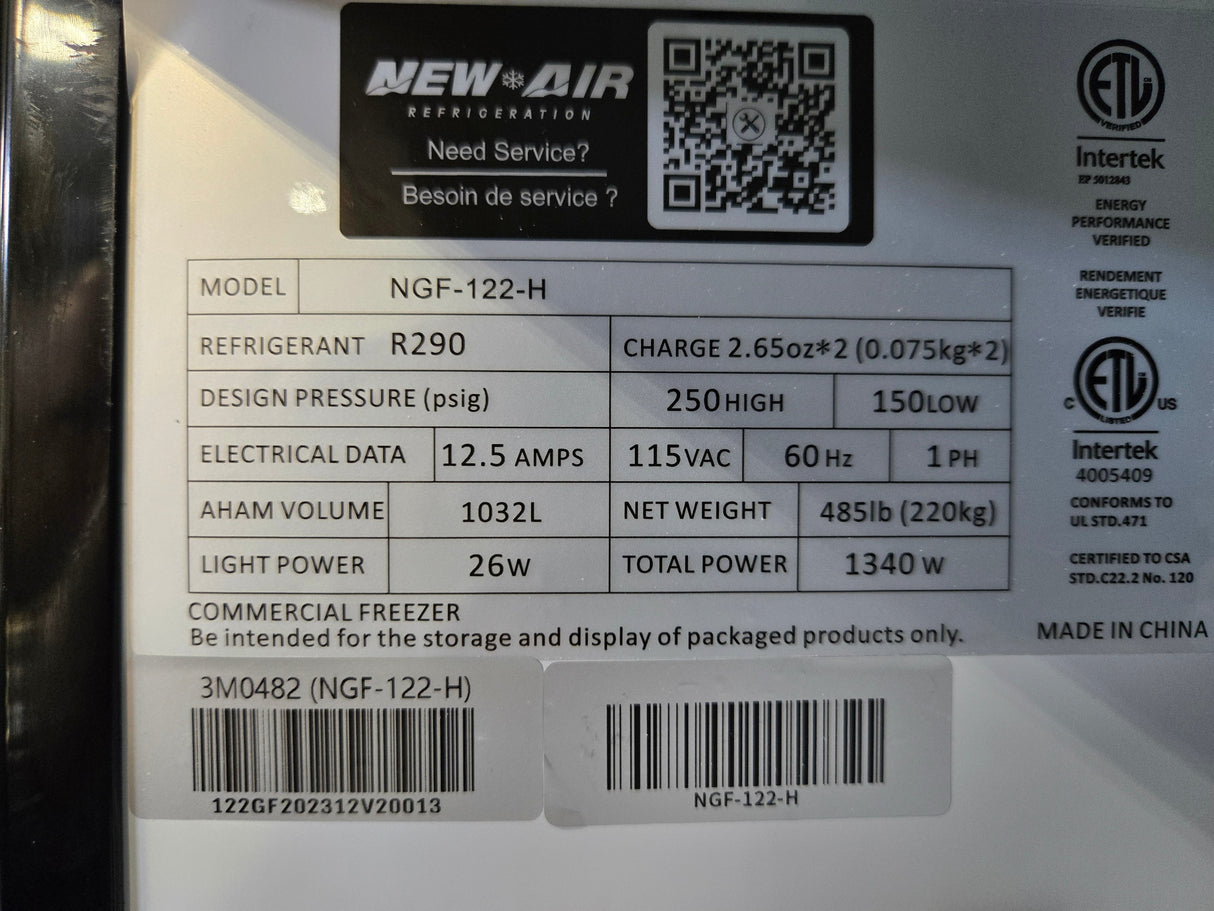 NEW AIR
REFRIGERATION
Need Service?
Besoin de service ?
ETL
VERIFIED
Intertek
EP 5012843
ENERGY
PERFORMANCE
VERIFIED
RENDEMENT
ENERGETIQUE
VERIFIE
ETL
C US
LISTED
Intertek
4005409
CONFORMS TO
UL STD.471
CERTIFIED TO CSA
STD.C22.2 No. 120
MODEL NGF-122-H
REFRIGERANT R290 CHARGE 2.65oz*2 (0.075kg*2)
DESIGN PRESSURE (psig) 250 HIGH 150 LOW
ELECTRICAL DATA 12.5 AMPS 115VAC 60 Hz 1 PH
AHAM VOLUME 1032L NET WEIGHT 485lb (220kg)
LIGHT POWER 26W TOTAL POWER 1340 W
COMMERCIAL FREEZER
Be intended for the storage and display of packaged products only.
MADE IN CHINA
3M0482 (NGF-122-H)
122GF202312V20013
NGF-122-H